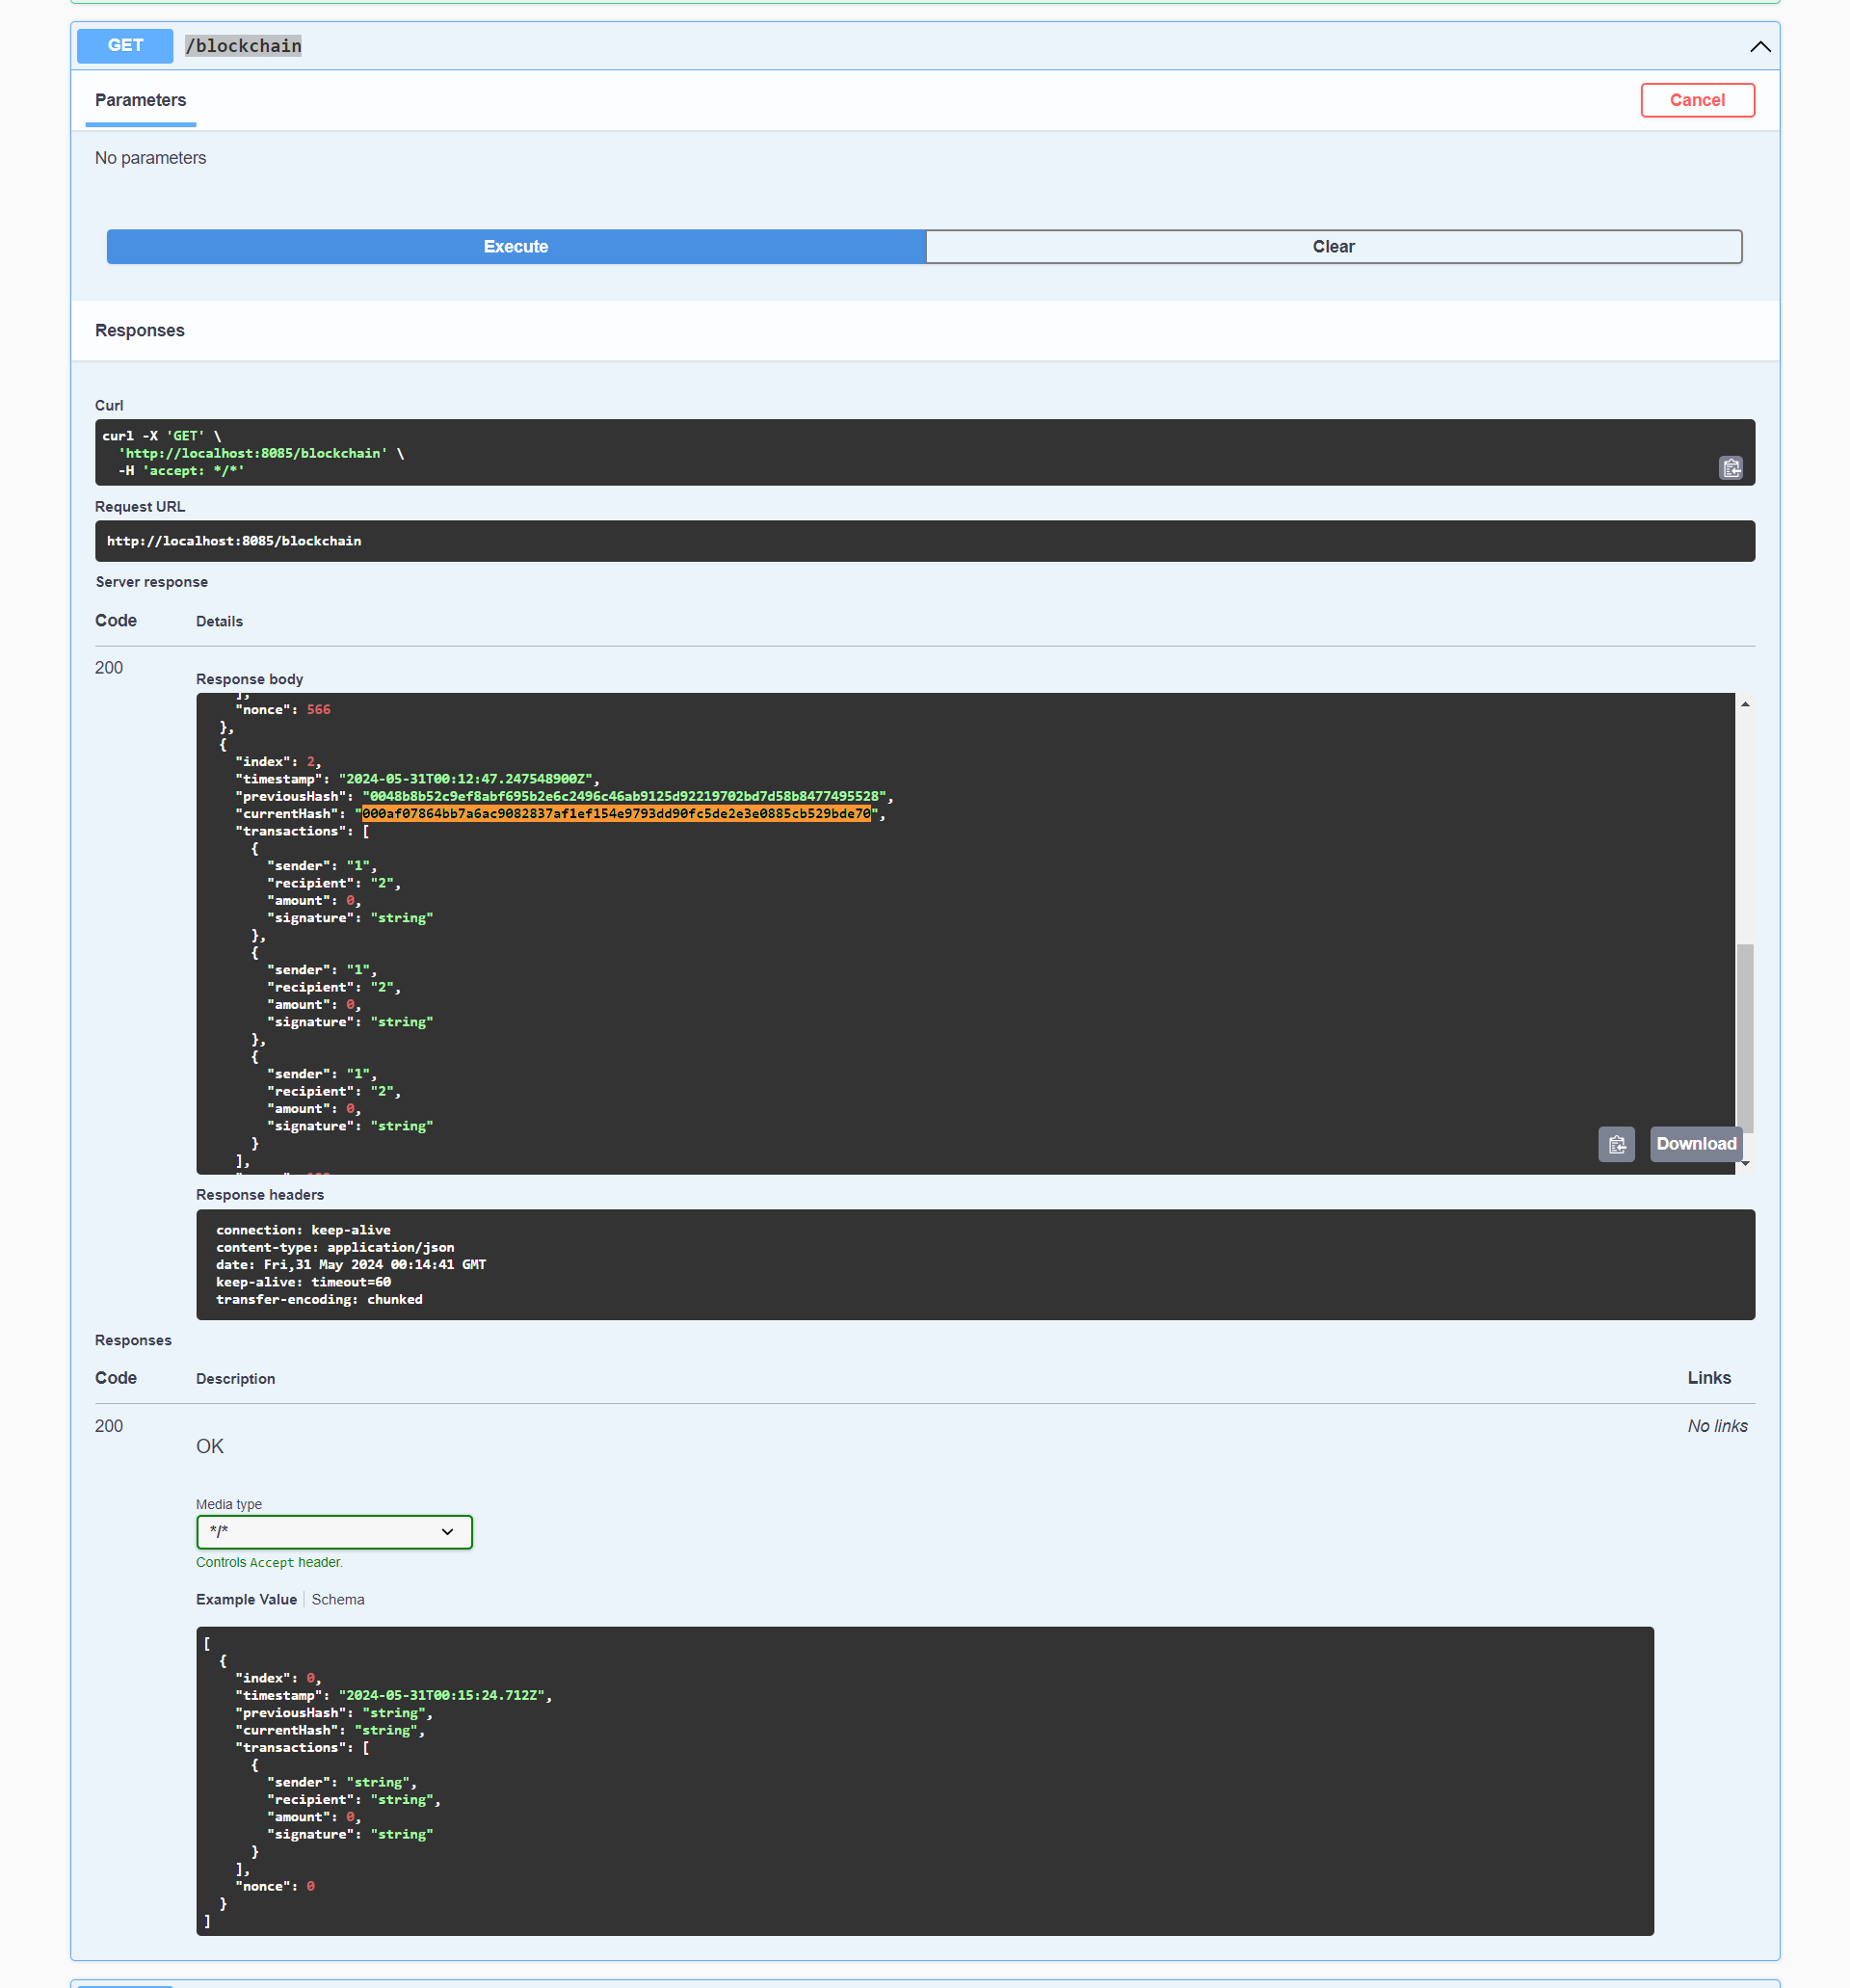 GET /blockchain
Parameters
Cancel
No parameters
Execute
Clear
Responses
Curl
curl -X 'GET' \
'http://localhost:8085/blockchain' \
-H 'accept: */*'
Request URL
http://localhost:8085/blockchain
Server response
Code Details
200
Response body
],
"nonce": 566
},
{
"index": 2,
"timestamp": "2024-05-31T00:12:47.247548900Z",
"previousHash": "0048b8b52c9ef8abf695b2e6c2496c46ab9125d92219702bd7d58b8477495528",
"currentHash": "000af07864bb7a6ac9082837af1ef154e9793dd90fc5de2e3e0885cb529bde70",
"transactions": [
{
"sender": "1",
"recipient": "2",
"amount": 0,
"signature": "string"
},
{
"sender": "1",
"recipient": "2",
"amount": 0,
"signature": "string"
},
{
"sender": "1",
"recipient": "2",
"amount": 0,
"signature": "string"
}
],
Download
Response headers
connection: keep-alive
content-type: application/json
date: Fri,31 May 2024 00:14:41 GMT
keep-alive: timeout=60
transfer-encoding: chunked
Responses
Code Description Links
200
OK
No links
Media type
*/*
Controls Accept header.
Example Value Schema
[
{
"index": 0,
"timestamp": "2024-05-31T00:15:24.712Z",
"previousHash": "string",
"currentHash": "string",
"transactions": [
{
"sender": "string",
"recipient": "string",
"amount": 0,
"signature": "string"
}
],
"nonce": 0
}
]